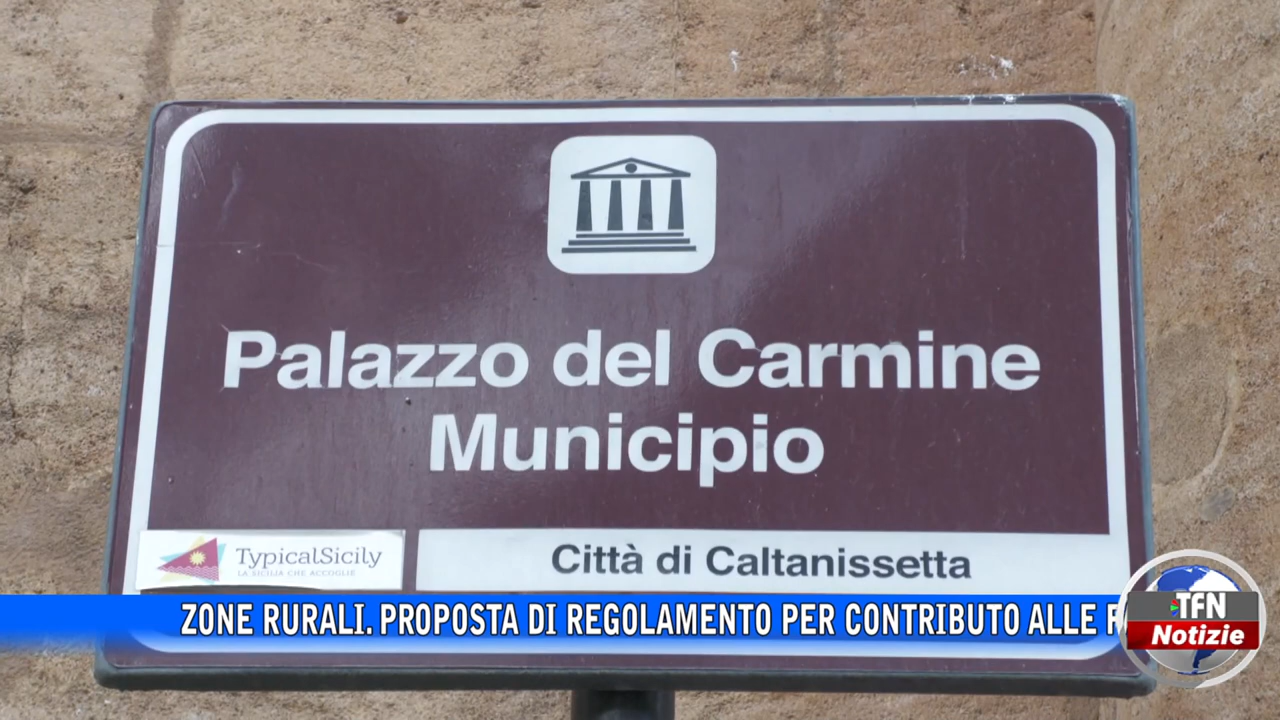 Palazzo del Carmine
Municipio
TypicalSicily
LA SICILIA CHE ACCOGLIE
Città di Caltanissetta
ZONE RURALI. PROPOSTA DI REGOLAMENTO PER CONTRIBUTO ALLE
TFN
Notizie